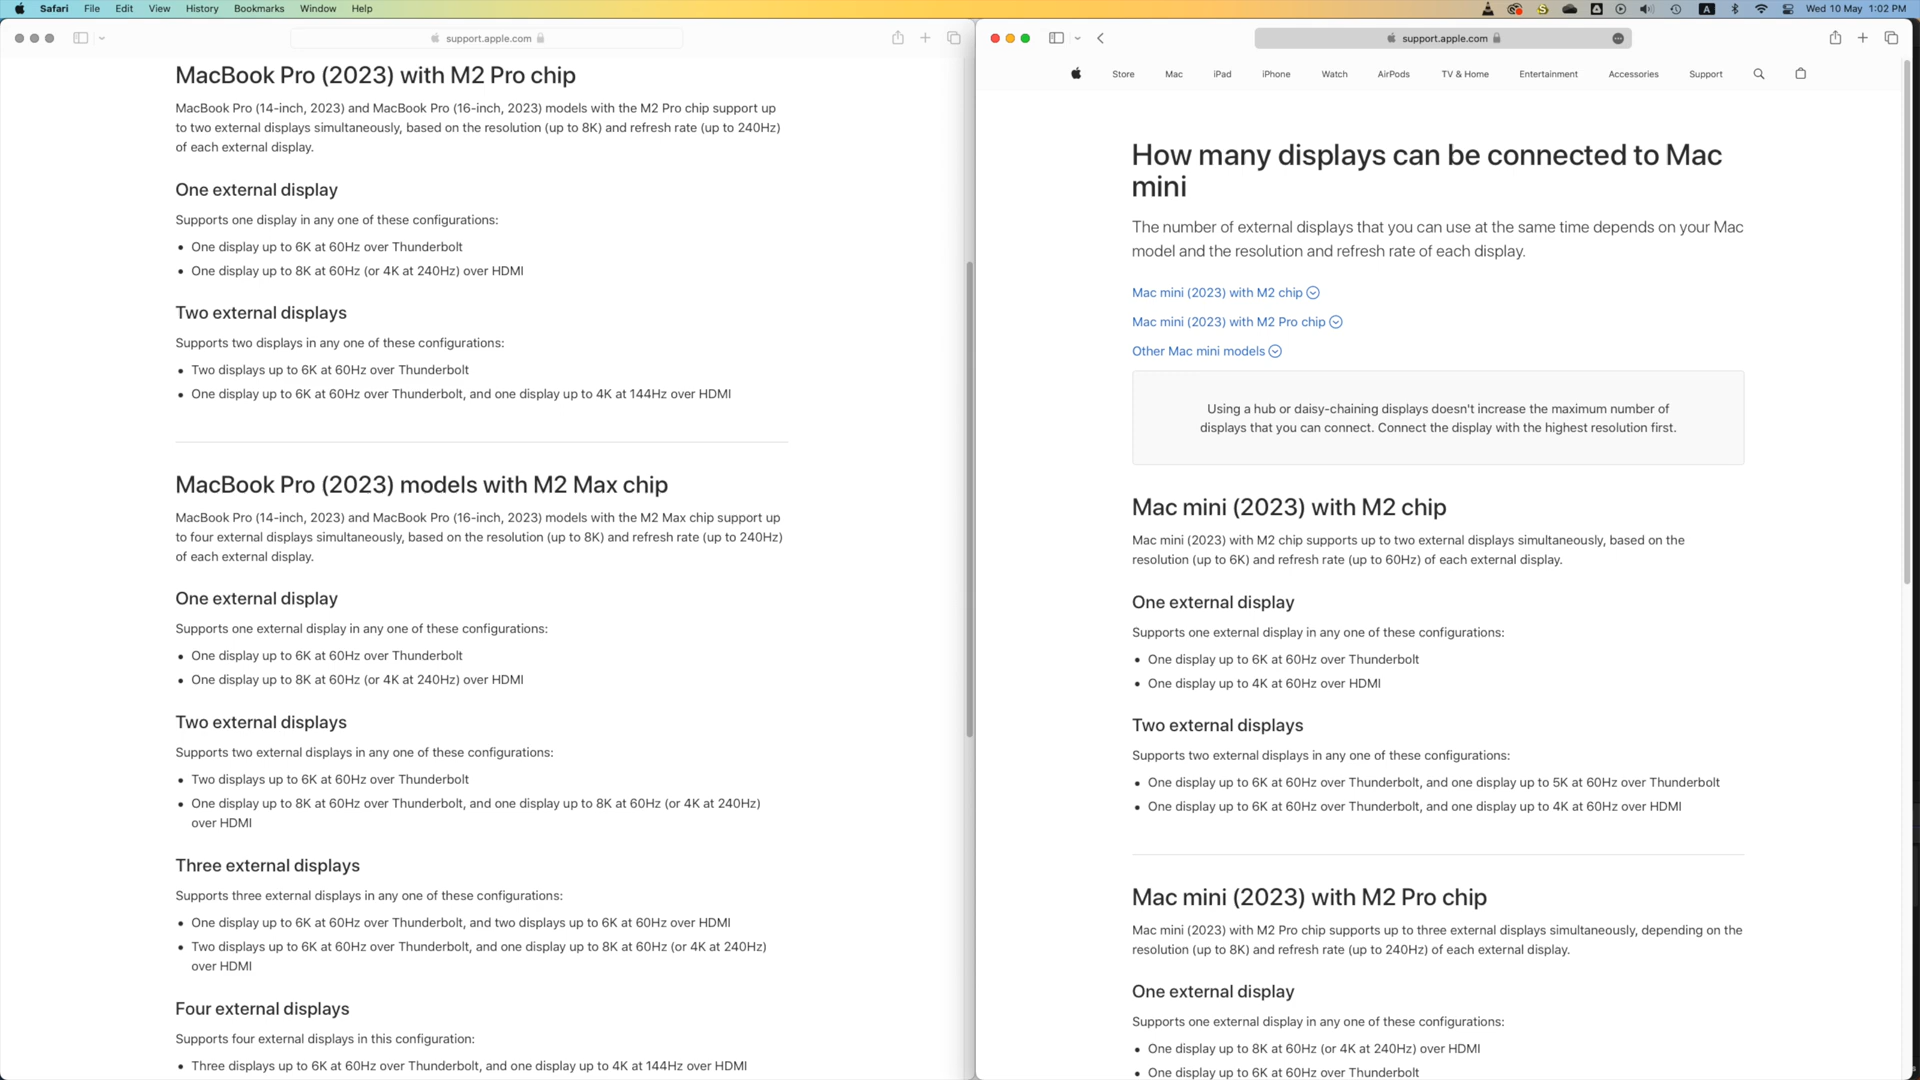 Safari File Edit View History Bookmarks Window Help
A Wed 10 May 1:02 PM
support.apple.com
MacBook Pro (2023) with M2 Pro chip
MacBook Pro (14-inch, 2023) and MacBook Pro (16-inch, 2023) models with the M2 Pro chip support up
to two external displays simultaneously, based on the resolution (up to 8K) and refresh rate (up to 240Hz)
of each external display.
One external display
Supports one display in any one of these configurations:
• One display up to 6K at 60Hz over Thunderbolt
• One display up to 8K at 60Hz (or 4K at 240Hz) over HDMI
Two external displays
Supports two displays in any one of these configurations:
• Two displays up to 6K at 60Hz over Thunderbolt
• One display up to 6K at 60Hz over Thunderbolt, and one display up to 4K at 144Hz over HDMI
MacBook Pro (2023) models with M2 Max chip
MacBook Pro (14-inch, 2023) and MacBook Pro (16-inch, 2023) models with the M2 Max chip support up
to four external displays simultaneously, based on the resolution (up to 8K) and refresh rate (up to 240Hz)
of each external display.
One external display
Supports one external display in any one of these configurations:
• One display up to 6K at 60Hz over Thunderbolt
• One display up to 8K at 60Hz (or 4K at 240Hz) over HDMI
Two external displays
Supports two external displays in any one of these configurations:
• Two displays up to 6K at 60Hz over Thunderbolt
• One display up to 8K at 60Hz over Thunderbolt, and one display up to 8K at 60Hz (or 4K at 240Hz)
over HDMI
Three external displays
Supports three external displays in any one of these configurations:
• One display up to 6K at 60Hz over Thunderbolt, and two displays up to 6K at 60Hz over HDMI
• Two displays up to 6K at 60Hz over Thunderbolt, and one display up to 8K at 60Hz (or 4K at 240Hz)
over HDMI
Four external displays
Supports four external displays in this configuration:
• Three displays up to 6K at 60Hz over Thunderbolt, and one display up to 4K at 144Hz over HDMI
support.apple.com
Store Mac iPad iPhone Watch AirPods TV & Home Entertainment Accessories Support
How many displays can be connected to Mac
mini
The number of external displays that you can use at the same time depends on your Mac
model and the resolution and refresh rate of each display.
Mac mini (2023) with M2 chip
Mac mini (2023) with M2 Pro chip
Other Mac mini models
Using a hub or daisy-chaining displays doesn't increase the maximum number of
displays that you can connect. Connect the display with the highest resolution first.
Mac mini (2023) with M2 chip
Mac mini (2023) with M2 chip supports up to two external displays simultaneously, based on the
resolution (up to 6K) and refresh rate (up to 60Hz) of each external display.
One external display
Supports one external display in any one of these configurations:
• One display up to 6K at 60Hz over Thunderbolt
• One display up to 4K at 60Hz over HDMI
Two external displays
Supports two external displays in any one of these configurations:
• One display up to 6K at 60Hz over Thunderbolt, and one display up to 5K at 60Hz over Thunderbolt
• One display up to 6K at 60Hz over Thunderbolt, and one display up to 4K at 60Hz over HDMI
Mac mini (2023) with M2 Pro chip
Mac mini (2023) with M2 Pro chip supports up to three external displays simultaneously, depending on the
resolution (up to 8K) and refresh rate (up to 240Hz) of each external display.
One external display
Supports one external display in any one of these configurations:
• One display up to 8K at 60Hz (or 4K at 240Hz) over HDMI
• One display up to 6K at 60Hz over Thunderbolt